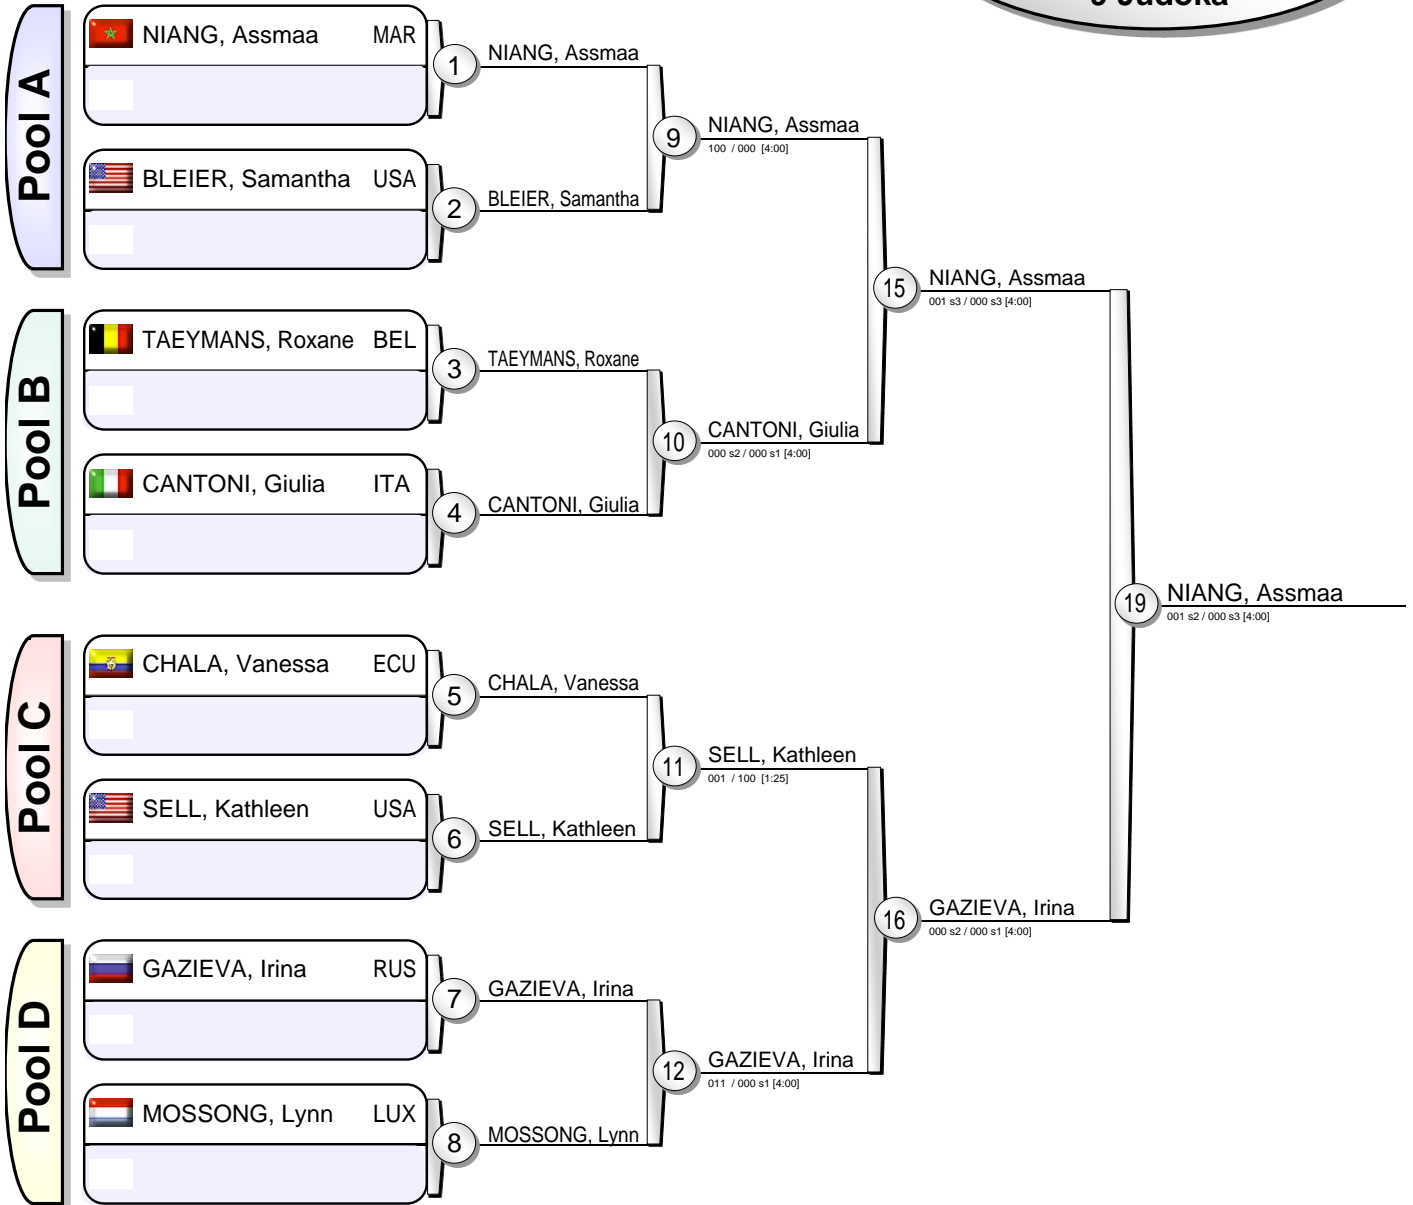 Judoka
Pool A
NIANG, Assmaa MAR
1
NIANG, Assmaa
BLEIER, Samantha USA
2
BLEIER, Samantha
9
NIANG, Assmaa
100 / 000 [4:00]
Pool B
TAEYMANS, Roxane BEL
3
TAEYMANS, Roxane
CANTONI, Giulia ITA
4
CANTONI, Giulia
10
CANTONI, Giulia
000 s2 / 000 s1 [4:00]
15
NIANG, Assmaa
001 s3 / 000 s3 [4:00]
Pool C
CHALA, Vanessa ECU
5
CHALA, Vanessa
SELL, Kathleen USA
6
SELL, Kathleen
11
SELL, Kathleen
001 / 100 [1:25]
Pool D
GAZIEVA, Irina RUS
7
GAZIEVA, Irina
MOSSONG, Lynn LUX
8
MOSSONG, Lynn
12
GAZIEVA, Irina
011 / 000 s1 [4:00]
16
GAZIEVA, Irina
000 s2 / 000 s1 [4:00]
19
NIANG, Assmaa
001 s2 / 000 s3 [4:00]